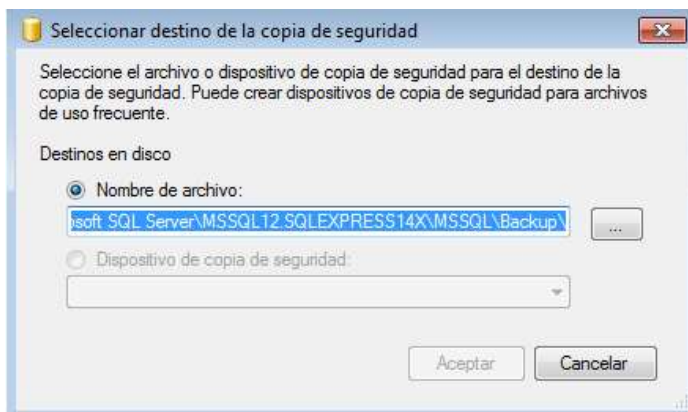 Seleccionar destino de la copia de seguridad
Seleccione el archivo o dispositivo de copia de seguridad para el destino de la
copia de seguridad. Puede crear dispositivos de copia de seguridad para archivos
de uso frecuente.
Destinos en disco
Nombre de archivo:
osoft SQL Server\MSSQL12.SQLEXPRESS14X\MSSQL\Backup\
...
Dispositivo de copia de seguridad:
Aceptar
Cancelar